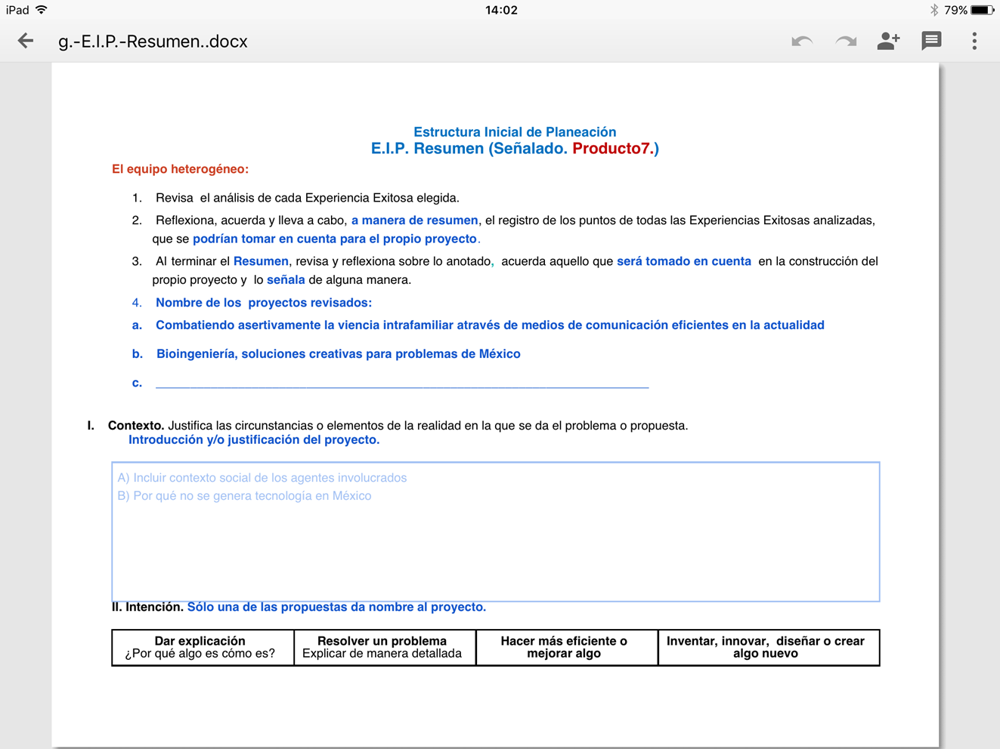 iPad 14:02 79%
g.-E.I.P.-Resumen..docx
Estructura Inicial de Planeación
E.I.P. Resumen (Señalado. Producto7.)
El equipo heterogéneo:
1. Revisa el análisis de cada Experiencia Exitosa elegida.
2. Reflexiona, acuerda y lleva a cabo, a manera de resumen, el registro de los puntos de todas las Experiencias Exitosas analizadas,
que se podrían tomar en cuenta para el propio proyecto.
3. Al terminar el Resumen, revisa y reflexiona sobre lo anotado, acuerda aquello que será tomado en cuenta en la construcción del
propio proyecto y lo señala de alguna manera.
4. Nombre de los proyectos revisados:
a. Combatiendo asertivamente la viencia intrafamiliar através de medios de comunicación eficientes en la actualidad
b. Bioingeniería, soluciones creativas para problemas de México
c. ______________________________
I. Contexto. Justifica las circunstancias o elementos de la realidad en la que se da el problema o propuesta.
Introducción y/o justificación del proyecto.
A) Incluir contexto social de los agentes involucrados
B) Por qué no se genera tecnología en México
II. Intención. Sólo una de las propuestas da nombre al proyecto.
Dar explicación
¿Por qué algo es cómo es?
Resolver un problema
Explicar de manera detallada
Hacer más eficiente o
mejorar algo
Inventar, innovar, diseñar o crear
algo nuevo